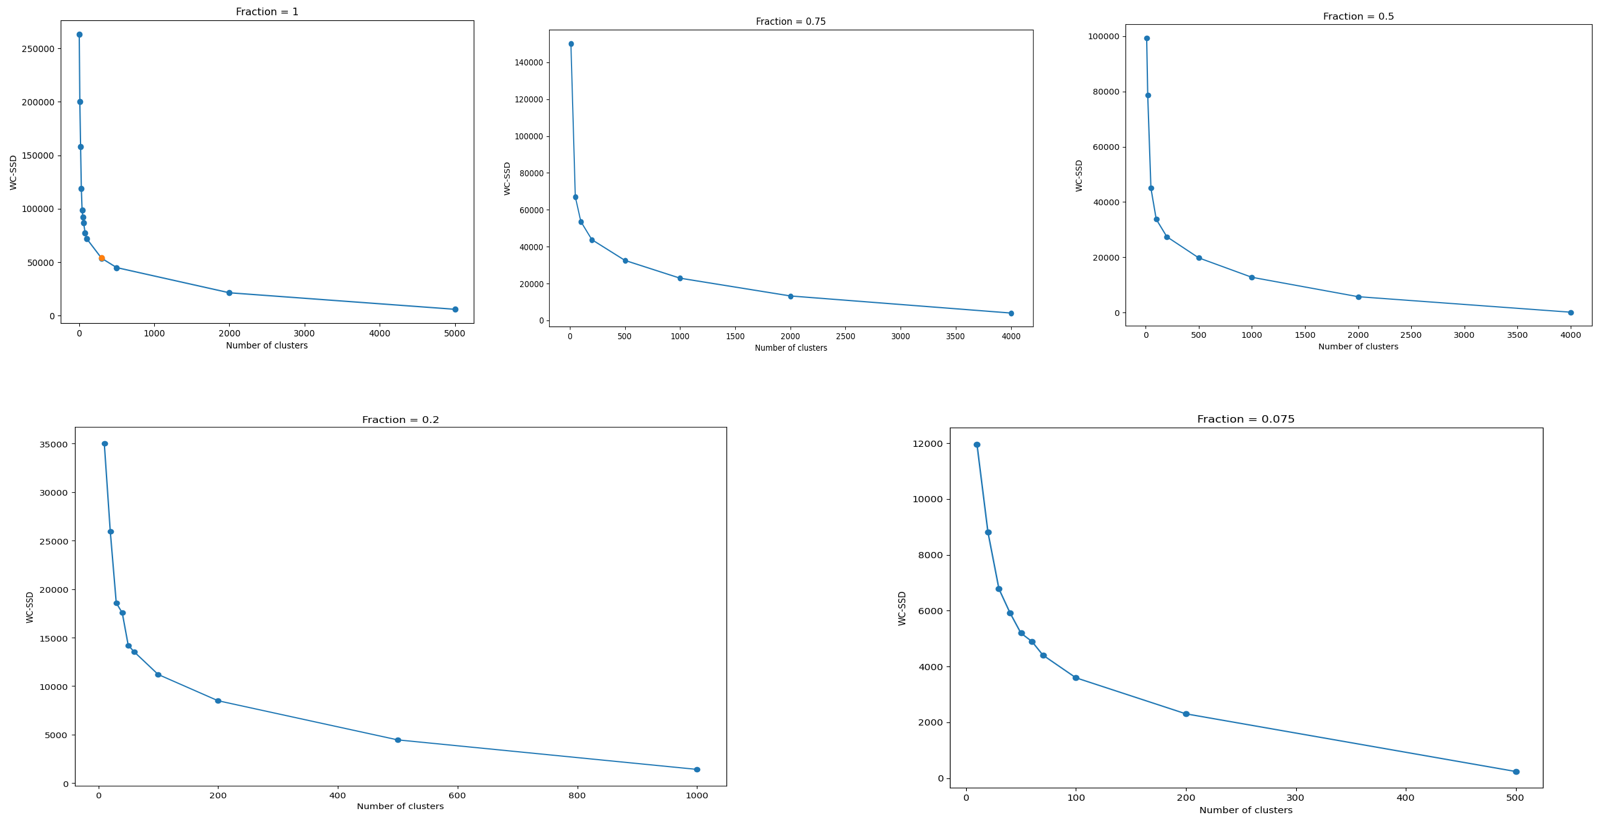 Fraction = 1
250000
200000
150000
100000
50000
0
WC-SSD
0 1000 2000 3000 4000 5000
Number of clusters
Fraction = 0.75
140000
120000
100000
80000
60000
40000
20000
0
WC-SSD
0 500 1000 1500 2000 2500 3000 3500 4000
Number of clusters
Fraction = 0.5
100000
80000
60000
40000
20000
0
WC-SSD
0 500 1000 1500 2000 2500 3000 3500 4000
Number of clusters
Fraction = 0.2
35000
30000
25000
20000
15000
10000
5000
0
WC-SSD
0 200 400 600 800 1000
Number of clusters
Fraction = 0.075
12000
10000
8000
6000
4000
2000
0
WC-SSD
0 100 200 300 400 500
Number of clusters